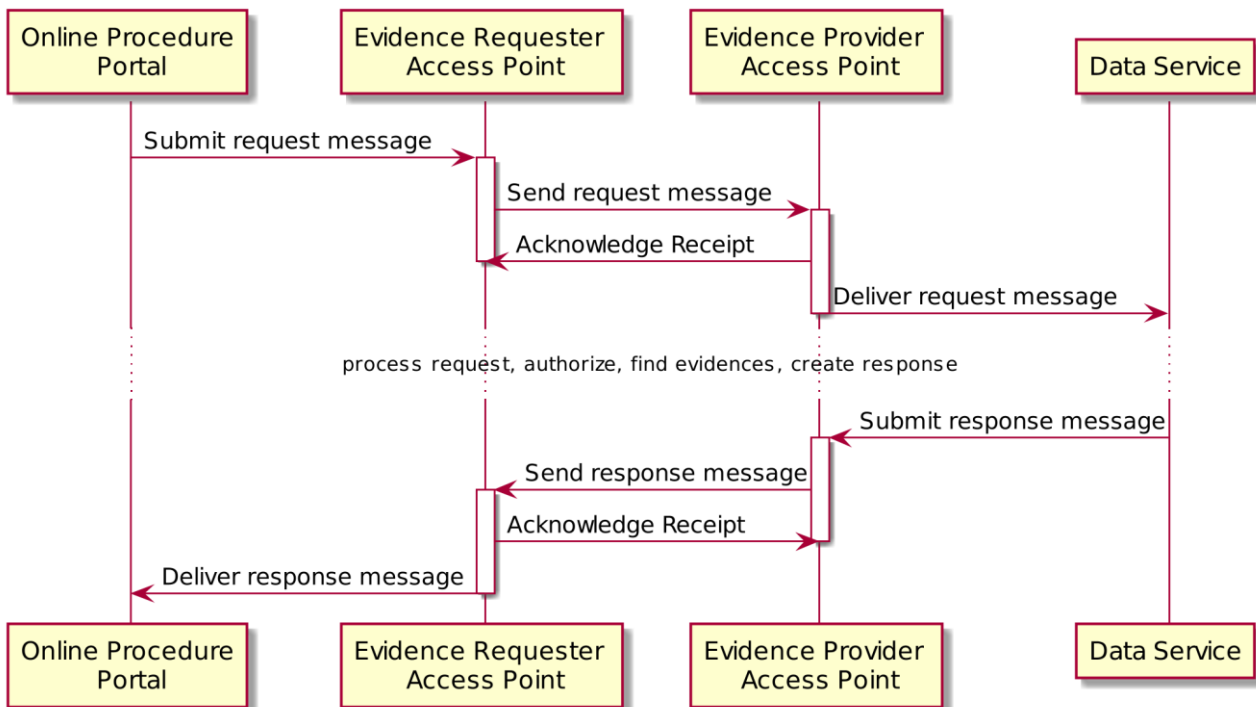 Online Procedure
Portal
Evidence Requester
Access Point
Evidence Provider
Access Point
Data Service
Submit request message
Send request message
Acknowledge Receipt
Deliver request message
process request, authorize, find evidences, create response
Submit response message
Send response message
Acknowledge Receipt
Deliver response message
Online Procedure
Portal
Evidence Requester
Access Point
Evidence Provider
Access Point
Data Service